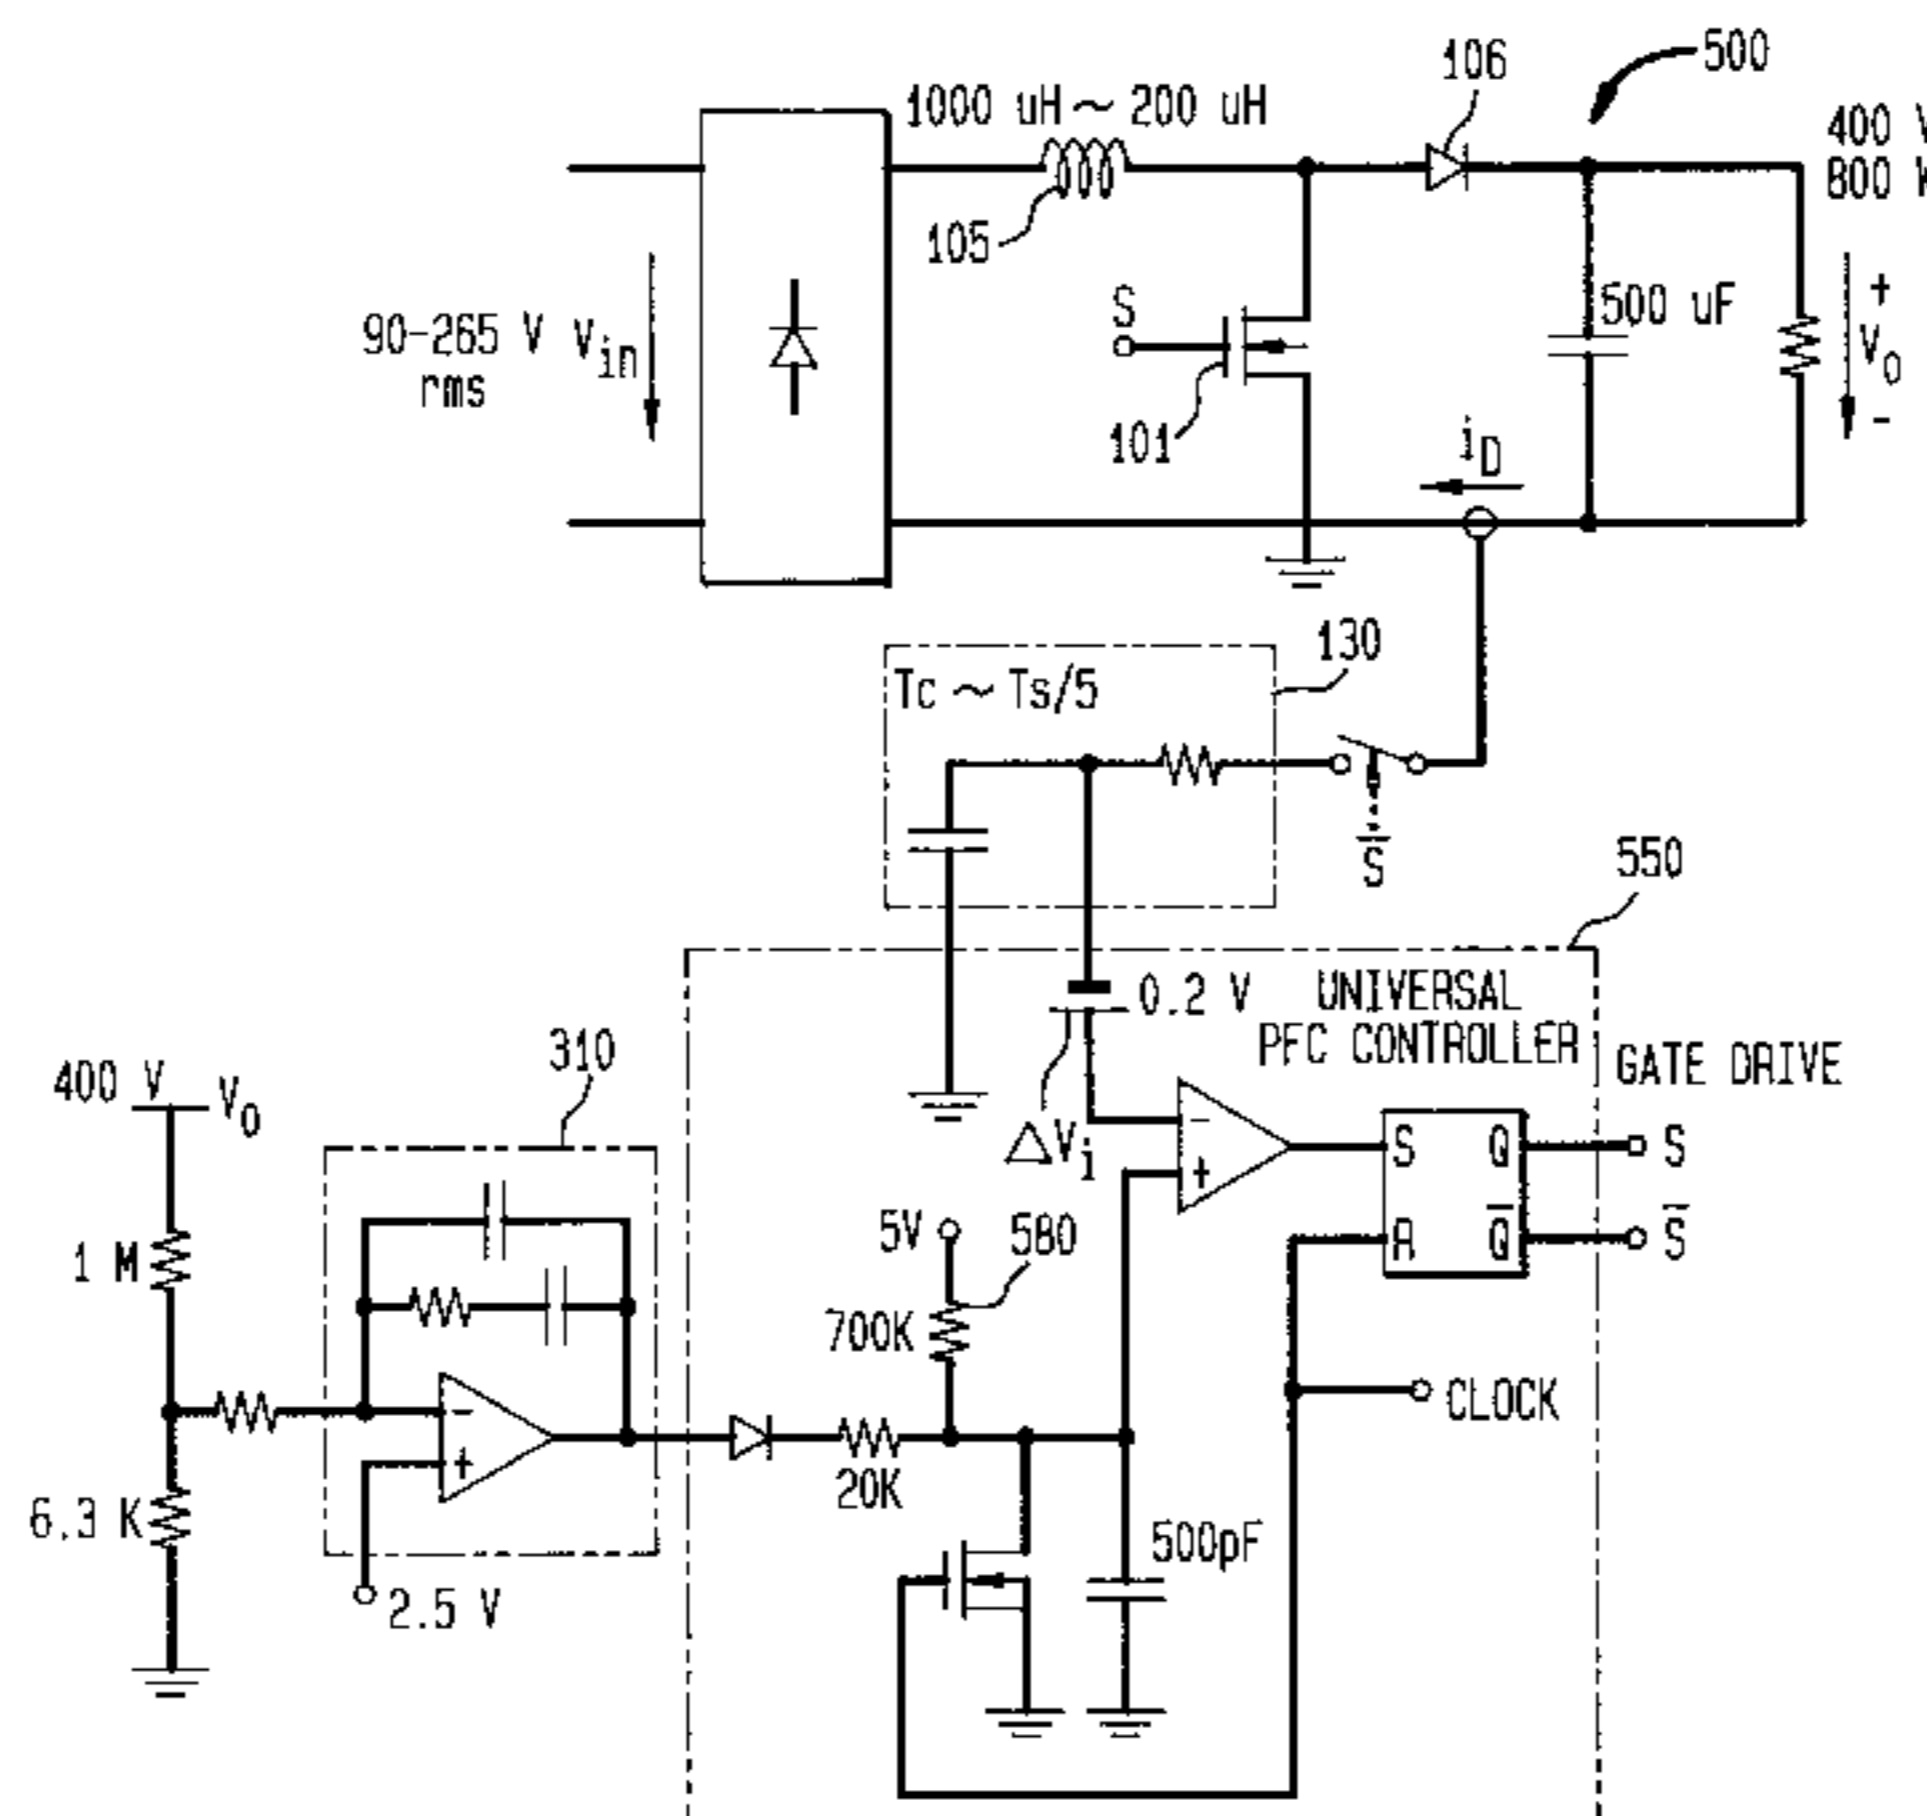 500
106
1000 uH ~ 200 uH
400 V
800
105
S
90-265 V Vin
rms
101
500 uF
+
Vo
-
iD
130
Tc ~ Ts/5
S̅
550
0.2 V
UNIVERSAL
PFC CONTROLLER
GATE DRIVE
310
400 V
Vo
△Vi
-
+
S Q S
R Q̅ S̅
5V
580
1 M
700K
CLOCK
-
+
20K
6.3 K
500pF
2.5 V